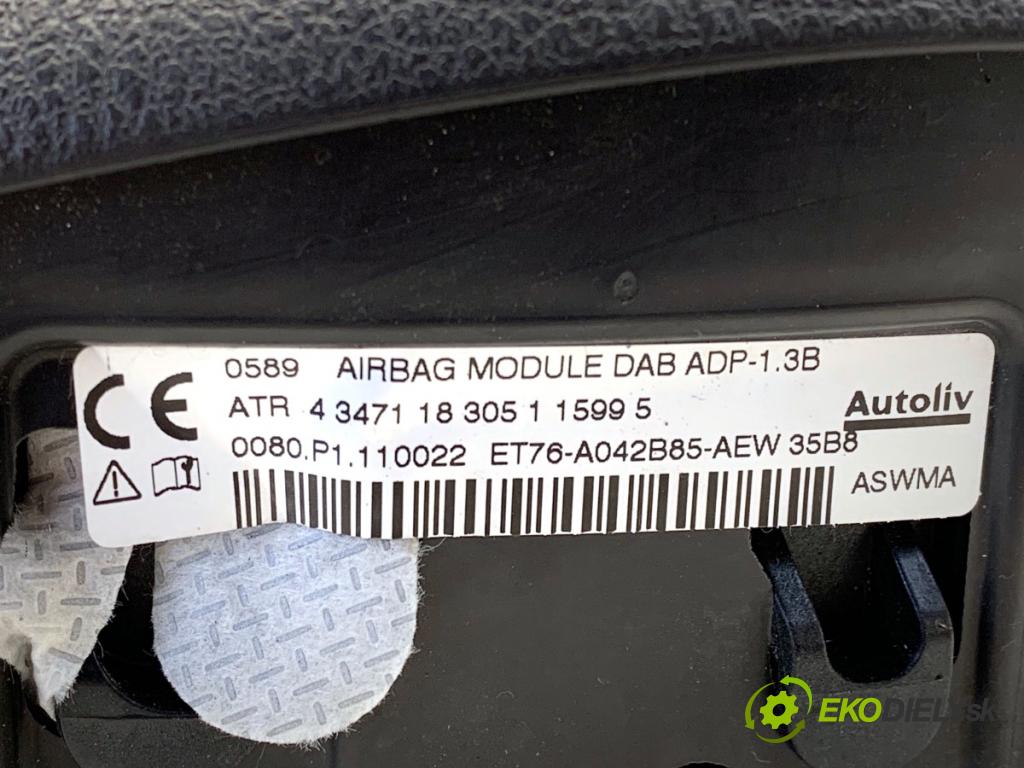 CE 0589 AIRBAG MODULE DAB ADP-1.3B
ATR 4 3471 18 305 1 1599 5
Autoliv
0080.P1.110022 ET76-A042B85-AEW 35B8
ASWMA
EKODIELY.sk